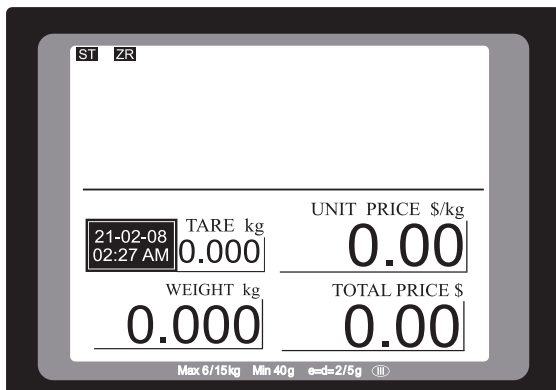 ST ZR
UNIT PRICE $/kg
0.00
TARE kg
0.000
21-02-08
02:27 AM
WEIGHT kg
0.000
TOTAL PRICE $
0.00
Max 6/15kg Min 40g e=d=2/5g III